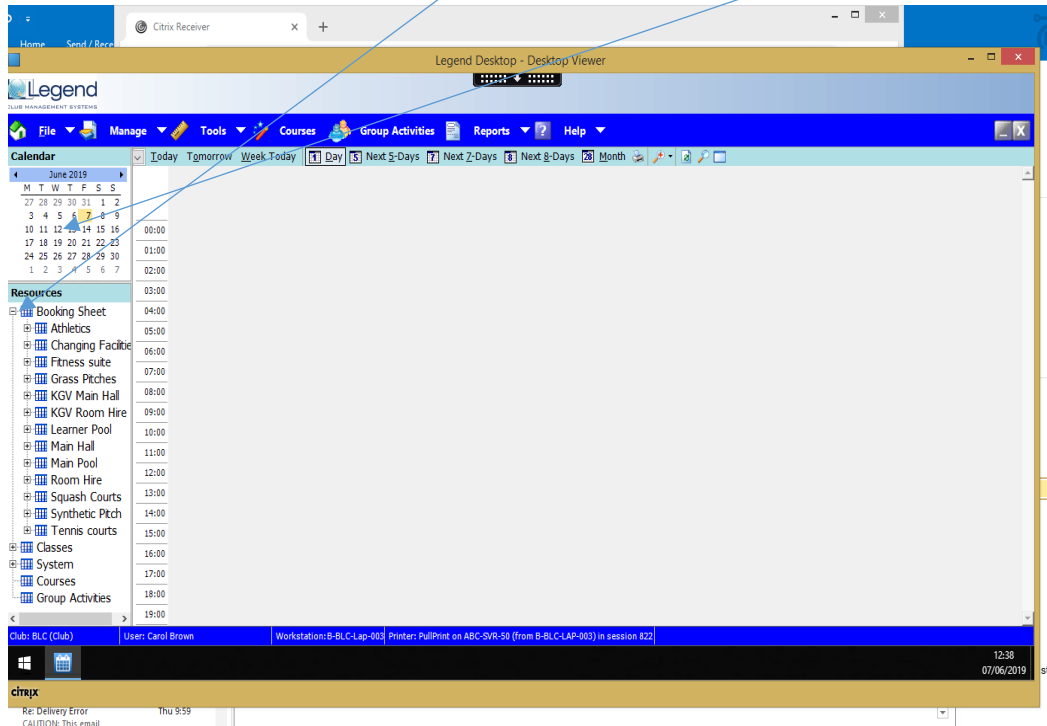 Citrix Receiver
Home Send / Rece
Legend Desktop - Desktop Viewer
Legend
CLUB MANAGEMENT SYSTEMS
File Manage Tools Courses Group Activities Reports Help
Calendar
Today Tomorrow Week Today 1 Day 5 Next 5-Days 7 Next 7-Days 8 Next 8-Days 28 Month
June 2019
M T W T F S S
27 28 29 30 31 1 2
3 4 5 6 7 8 9
10 11 12 13 14 15 16
17 18 19 20 21 22 23
24 25 26 27 28 29 30
1 2 3 4 5 6 7
00:00
01:00
02:00
03:00
04:00
05:00
06:00
07:00
08:00
09:00
10:00
11:00
12:00
13:00
14:00
15:00
16:00
17:00
18:00
19:00
Resources
Booking Sheet
Athletics
Changing Facilitie
Fitness suite
Grass Pitches
KGV Main Hall
KGV Room Hire
Learner Pool
Main Hall
Main Pool
Room Hire
Squash Courts
Synthetic Pitch
Tennis courts
Classes
System
Courses
Group Activities
Club: BLC (Club) User: Carol Brown Workstation:B-BLC-Lap-003 Printer: PullPrint on ABC-SVR-50 (from B-BLC-LAP-003) in session 822
12:38
07/06/2019
citrix
Re: Delivery Error Thu 9:59
CAUTION: This email